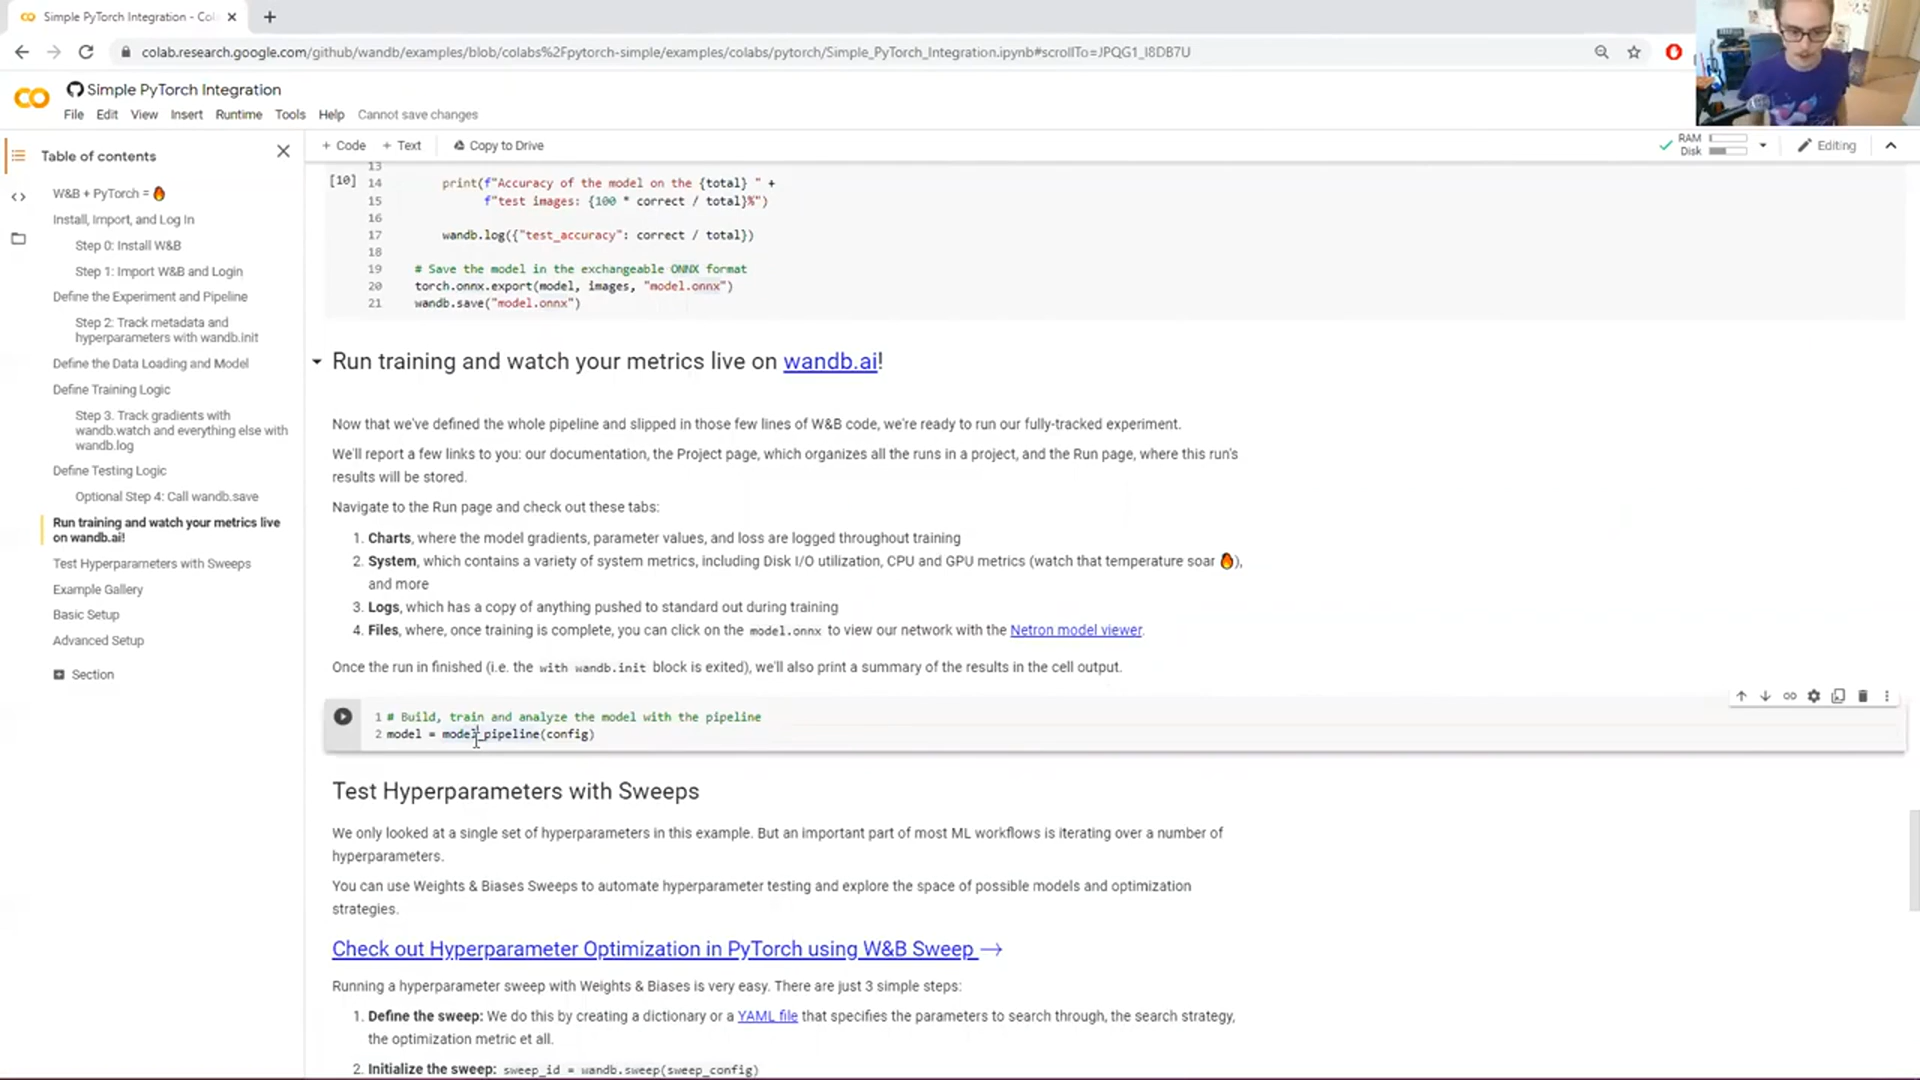 Simple PyTorch Integration - Col
colab.research.google.com/github/wandb/examples/blob/colabs%2Fpytorch-simple/examples/colabs/pytorch/Simple_PyTorch_Integration.ipynb#scrollTo=JPQG1_I8DB7U
Simple PyTorch Integration
File Edit View Insert Runtime Tools Help Cannot save changes
Table of contents
+ Code + Text Copy to Drive
RAM
Disk
Editing
W&B + PyTorch = 🔥
Install, Import, and Log In
Step 0: Install W&B
Step 1: Import W&B and Login
Define the Experiment and Pipeline
Step 2: Track metadata and
hyperparameters with wandb.init
Define the Data Loading and Model
Define Training Logic
Step 3. Track gradients with
wandb.watch and everything else with
wandb.log
Define Testing Logic
Optional Step 4: Call wandb.save
Run training and watch your metrics live
on wandb.ai!
Test Hyperparameters with Sweeps
Example Gallery
Basic Setup
Advanced Setup
Section
13
[10] 14 print(f"Accuracy of the model on the {total} " +
15 f"test images: {100 * correct / total}%")
16
17 wandb.log({"test_accuracy": correct / total})
18
19 # Save the model in the exchangeable ONNX format
20 torch.onnx.export(model, images, "model.onnx")
21 wandb.save("model.onnx")
Run training and watch your metrics live on wandb.ai!
Now that we've defined the whole pipeline and slipped in those few lines of W&B code, we're ready to run our fully-tracked experiment.
We'll report a few links to you: our documentation, the Project page, which organizes all the runs in a project, and the Run page, where this run's
results will be stored.
Navigate to the Run page and check out these tabs:
1. Charts, where the model gradients, parameter values, and loss are logged throughout training
2. System, which contains a variety of system metrics, including Disk I/O utilization, CPU and GPU metrics (watch that temperature soar 🔥),
and more
3. Logs, which has a copy of anything pushed to standard out during training
4. Files, where, once training is complete, you can click on the model.onnx to view our network with the Netron model viewer.
Once the run in finished (i.e. the with wandb.init block is exited), we'll also print a summary of the results in the cell output.
1 # Build, train and analyze the model with the pipeline
2 model = model_pipeline(config)
Test Hyperparameters with Sweeps
We only looked at a single set of hyperparameters in this example. But an important part of most ML workflows is iterating over a number of
hyperparameters.
You can use Weights & Biases Sweeps to automate hyperparameter testing and explore the space of possible models and optimization
strategies.
Check out Hyperparameter Optimization in PyTorch using W&B Sweep →
Running a hyperparameter sweep with Weights & Biases is very easy. There are just 3 simple steps:
1. Define the sweep: We do this by creating a dictionary or a YAML file that specifies the parameters to search through, the search strategy,
the optimization metric et all.
2. Initialize the sweep: sweep_id = wandb.sweep(sweep_config)